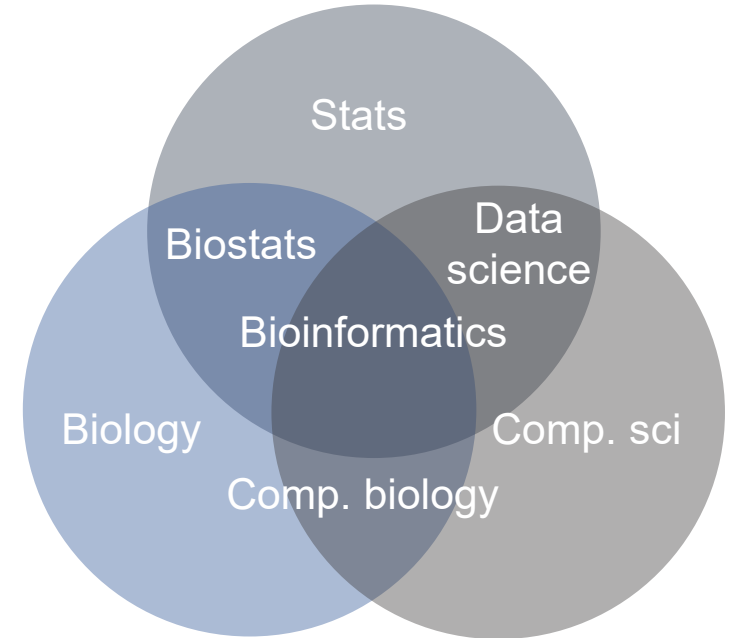 Stats
Biostats
Data
science
Bioinformatics
Biology
Comp. sci
Comp. biology